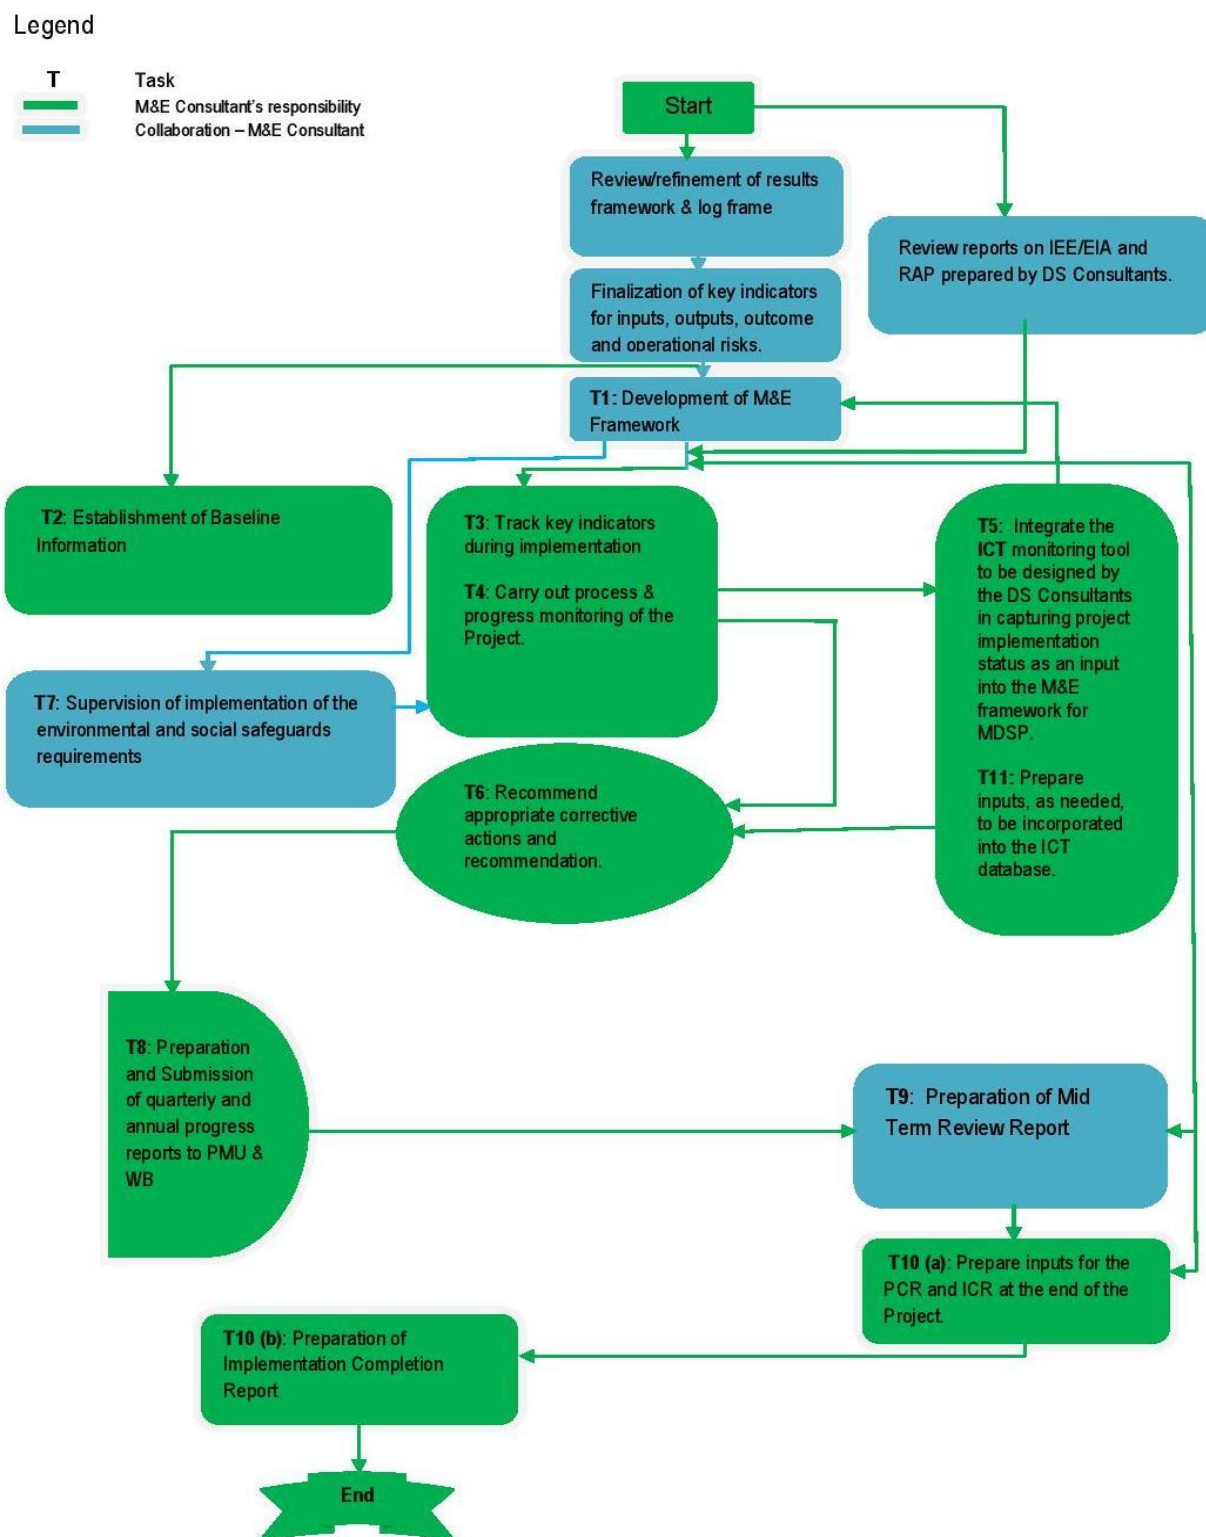 Legend
T Task
M&E Consultant's responsibility
Collaboration – M&E Consultant
Start
Review/refinement of results
framework & log frame
Review reports on IEE/EIA and
RAP prepared by DS Consultants.
Finalization of key indicators
for inputs, outputs, outcome
and operational risks.
T1: Development of M&E
Framework
T2: Establishment of Baseline
Information
T3: Track key indicators
during implementation
T4: Carry out process &
progress monitoring of the
Project.
T5: Integrate the
ICT monitoring tool
to be designed by
the DS Consultants
in capturing project
implementation
status as an input
into the M&E
framework for
MDSP.
T11: Prepare
inputs, as needed,
to be incorporated
into the ICT
database.
T7: Supervision of implementation of the
environmental and social safeguards
requirements
T6: Recommend
appropriate corrective
actions and
recommendation.
T8: Preparation
and Submission
of quarterly and
annual progress
reports to PMU &
WB
T9: Preparation of Mid
Term Review Report
T10 (a): Prepare inputs for the
PCR and ICR at the end of the
Project.
T10 (b): Preparation of
Implementation Completion
Report
End